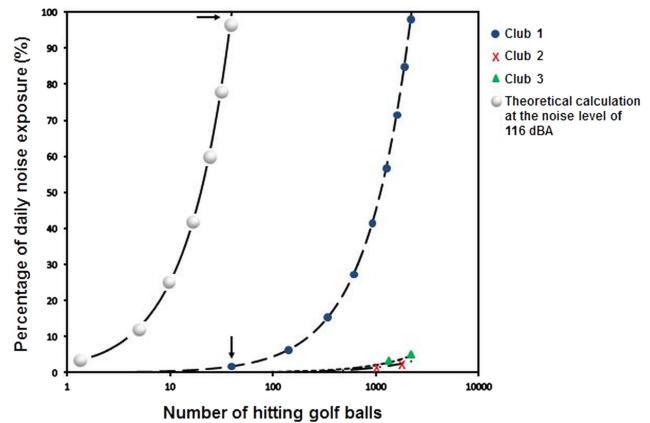 Percentage of daily noise exposure (%)
100
90
80
70
60
50
40
30
20
10
0
1 10 100 1000 10000
Number of hitting golf balls
Club 1
Club 2
Club 3
Theoretical calculation
at the noise level of
116 dBA